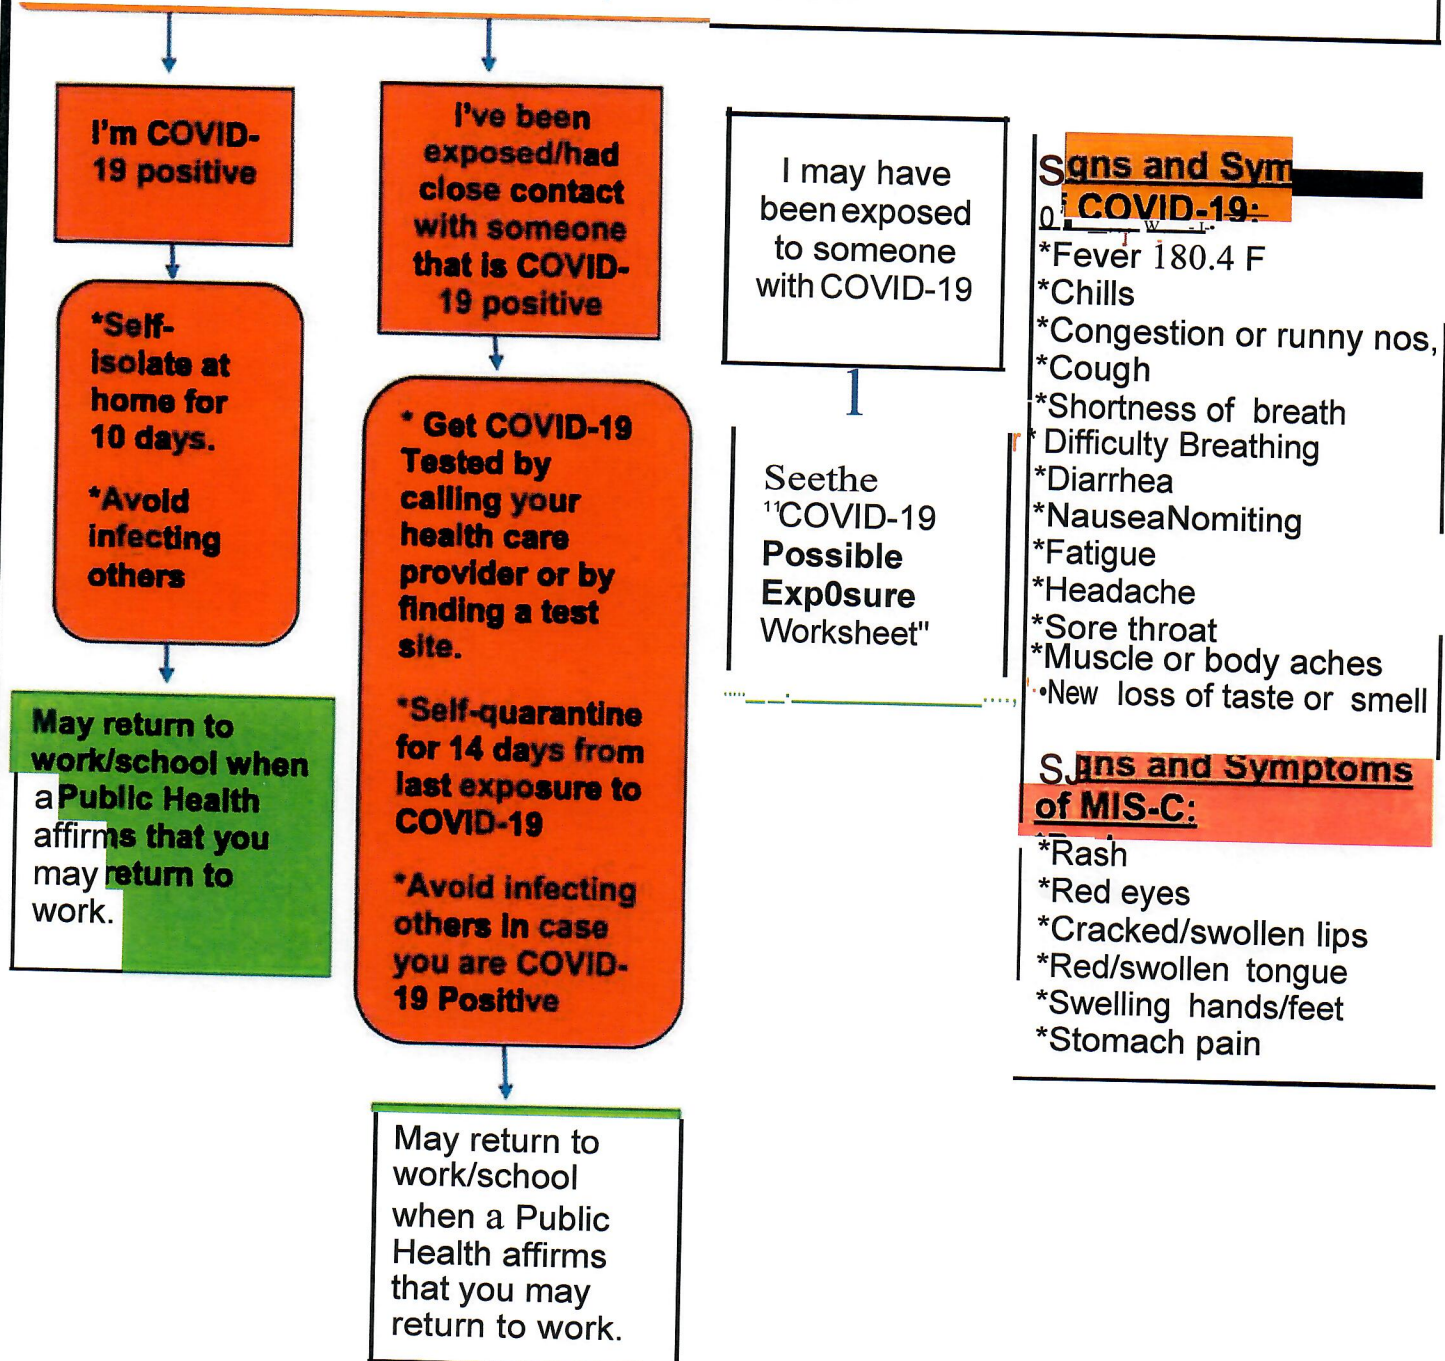 I'm COVID-
19 positive
*Self-
isolate at
home for
10 days.
*Avoid
infecting
others
May return to
work/school when
a Public Health
affirms that you
may return to
work.
I've been
exposed/had
close contact
with someone
that is COVID-
19 positive
* Get COVID-19
Tested by
calling your
health care
provider or by
finding a test
site.
*Self-quarantine
for 14 days from
last exposure to
COVID-19
*Avoid infecting
others in case
you are COVID-
19 Positive
May return to
work/school
when a Public
Health affirms
that you may
return to work.
I may have
been exposed
to someone
with COVID-19
1
Seethe
"COVID-19
Possible
Exp0sure
Worksheet"
Sgns and Sym
COVID-19:
*Fever 180.4 F
*Chills
*Congestion or runny nos,
*Cough
*Shortness of breath
* Difficulty Breathing
*Diarrhea
*NauseaNomiting
*Fatigue
*Headache
*Sore throat
*Muscle or body aches
•New loss of taste or smell
gns and Symptoms
of MIS-C:
*Rash
*Red eyes
*Cracked/swollen lips
*Red/swollen tongue
*Swelling hands/feet
*Stomach pain